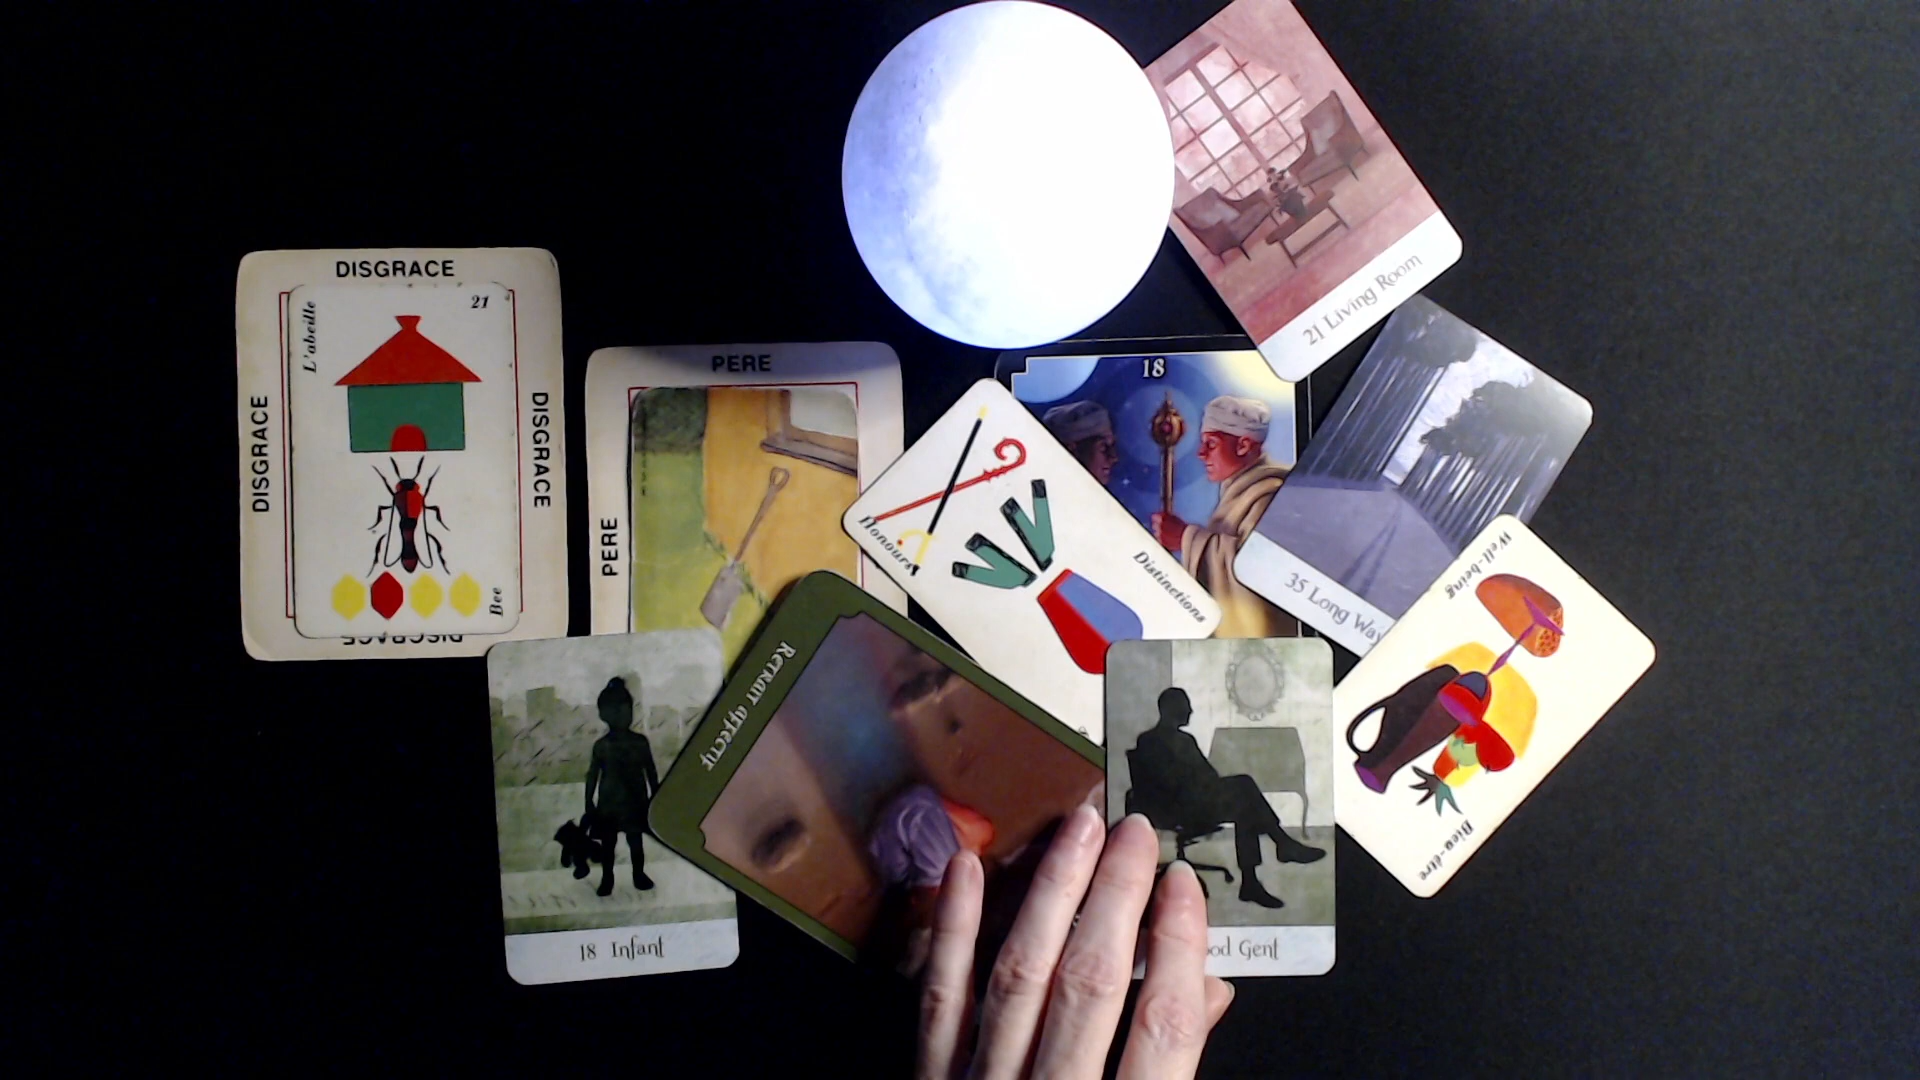 DISGRACE
DISGRACE
L'abeille
21
DISGRACE
Bee
DISGRACE
PERE
PERE
18
Honours
Distinctions
21 Living Room
35 Long Way
Well-being
Bien-être
Retrait affectif
18 Infant
ood Gent